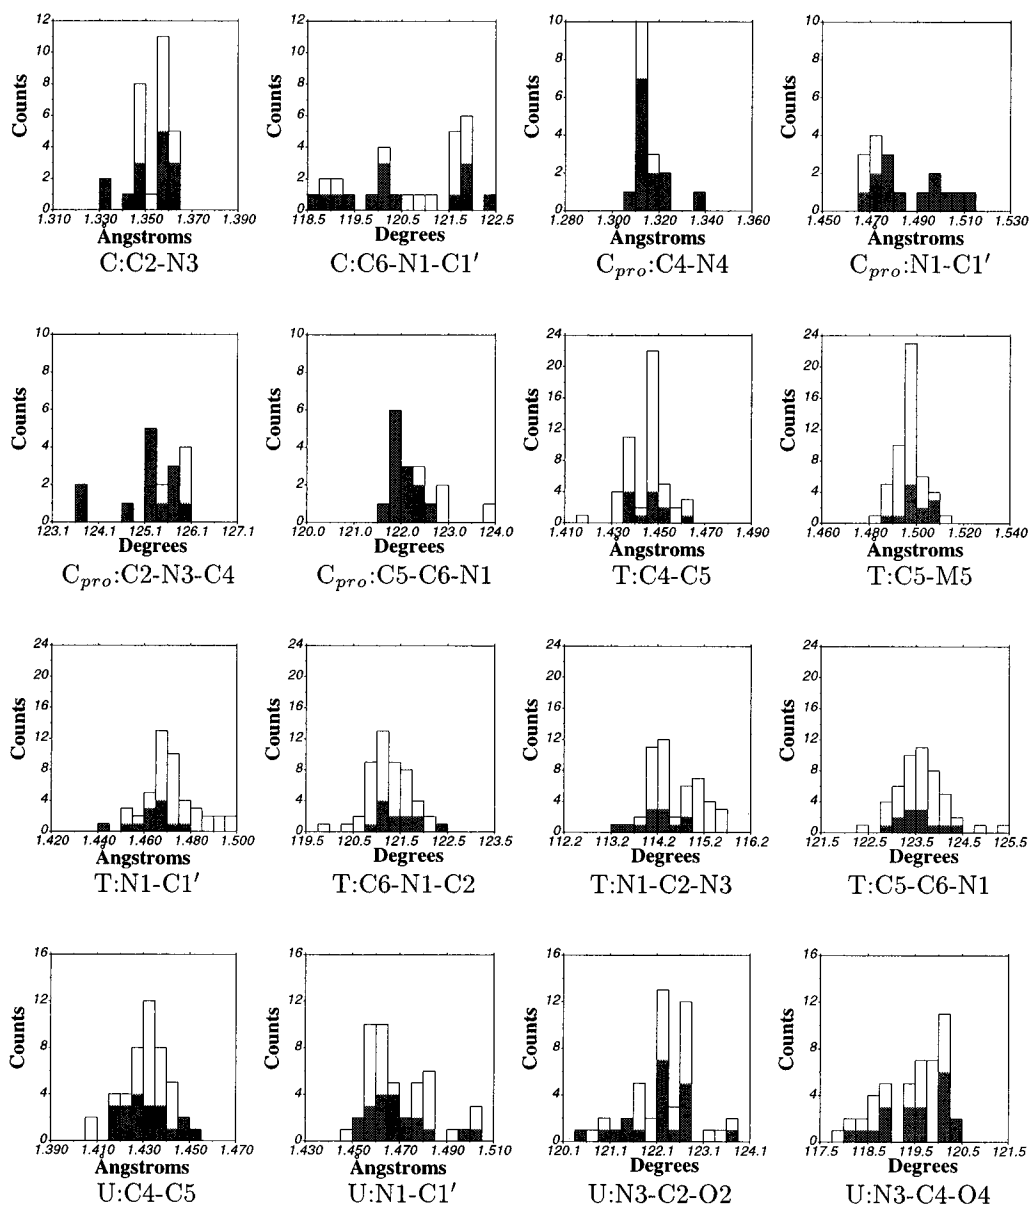 12
10
8
6
4
2
0
Counts
1.310 1.330 1.350 1.370 1.390
Ångstroms
C:C2-N3
12
10
8
6
4
2
0
Counts
118.5 119.5 120.5 121.5 122.5
Degrees
C:C6-N1-C1′
10
8
6
4
2
0
Counts
1.280 1.300 1.320 1.340 1.360
Ångstroms
Cpro:C4-N4
10
8
6
4
2
0
Counts
1.450 1.470 1.490 1.510 1.530
Ångstroms
Cpro:N1-C1′
10
8
6
4
2
0
Counts
123.1 124.1 125.1 126.1 127.1
Degrees
Cpro:C2-N3-C4
10
8
6
4
2
0
Counts
120.0 121.0 122.0 123.0 124.0
Degrees
Cpro:C5-C6-N1
24
20
16
12
8
4
0
Counts
1.410 1.430 1.450 1.470 1.490
Ångstroms
T:C4-C5
24
20
16
12
8
4
0
Counts
1.460 1.480 1.500 1.520 1.540
Ångstroms
T:C5-M5
24
20
16
12
8
4
0
Counts
1.420 1.440 1.460 1.480 1.500
Ångstroms
T:N1-C1′
24
20
16
12
8
4
0
Counts
119.5 120.5 121.5 122.5 123.5
Degrees
T:C6-N1-C2
24
20
16
12
8
4
0
Counts
112.2 113.2 114.2 115.2 116.2
Degrees
T:N1-C2-N3
24
20
16
12
8
4
0
Counts
121.5 122.5 123.5 124.5 125.5
Degrees
T:C5-C6-N1
16
12
8
4
0
Counts
1.390 1.410 1.430 1.450 1.470
Ångstroms
U:C4-C5
16
12
8
4
0
Counts
1.430 1.450 1.470 1.490 1.510
Ångstroms
U:N1-C1′
16
12
8
4
0
Counts
120.1 121.1 122.1 123.1 124.1
Degrees
U:N3-C2-O2
16
12
8
4
0
Counts
117.5 118.5 119.5 120.5 121.5
Degrees
U:N3-C4-O4